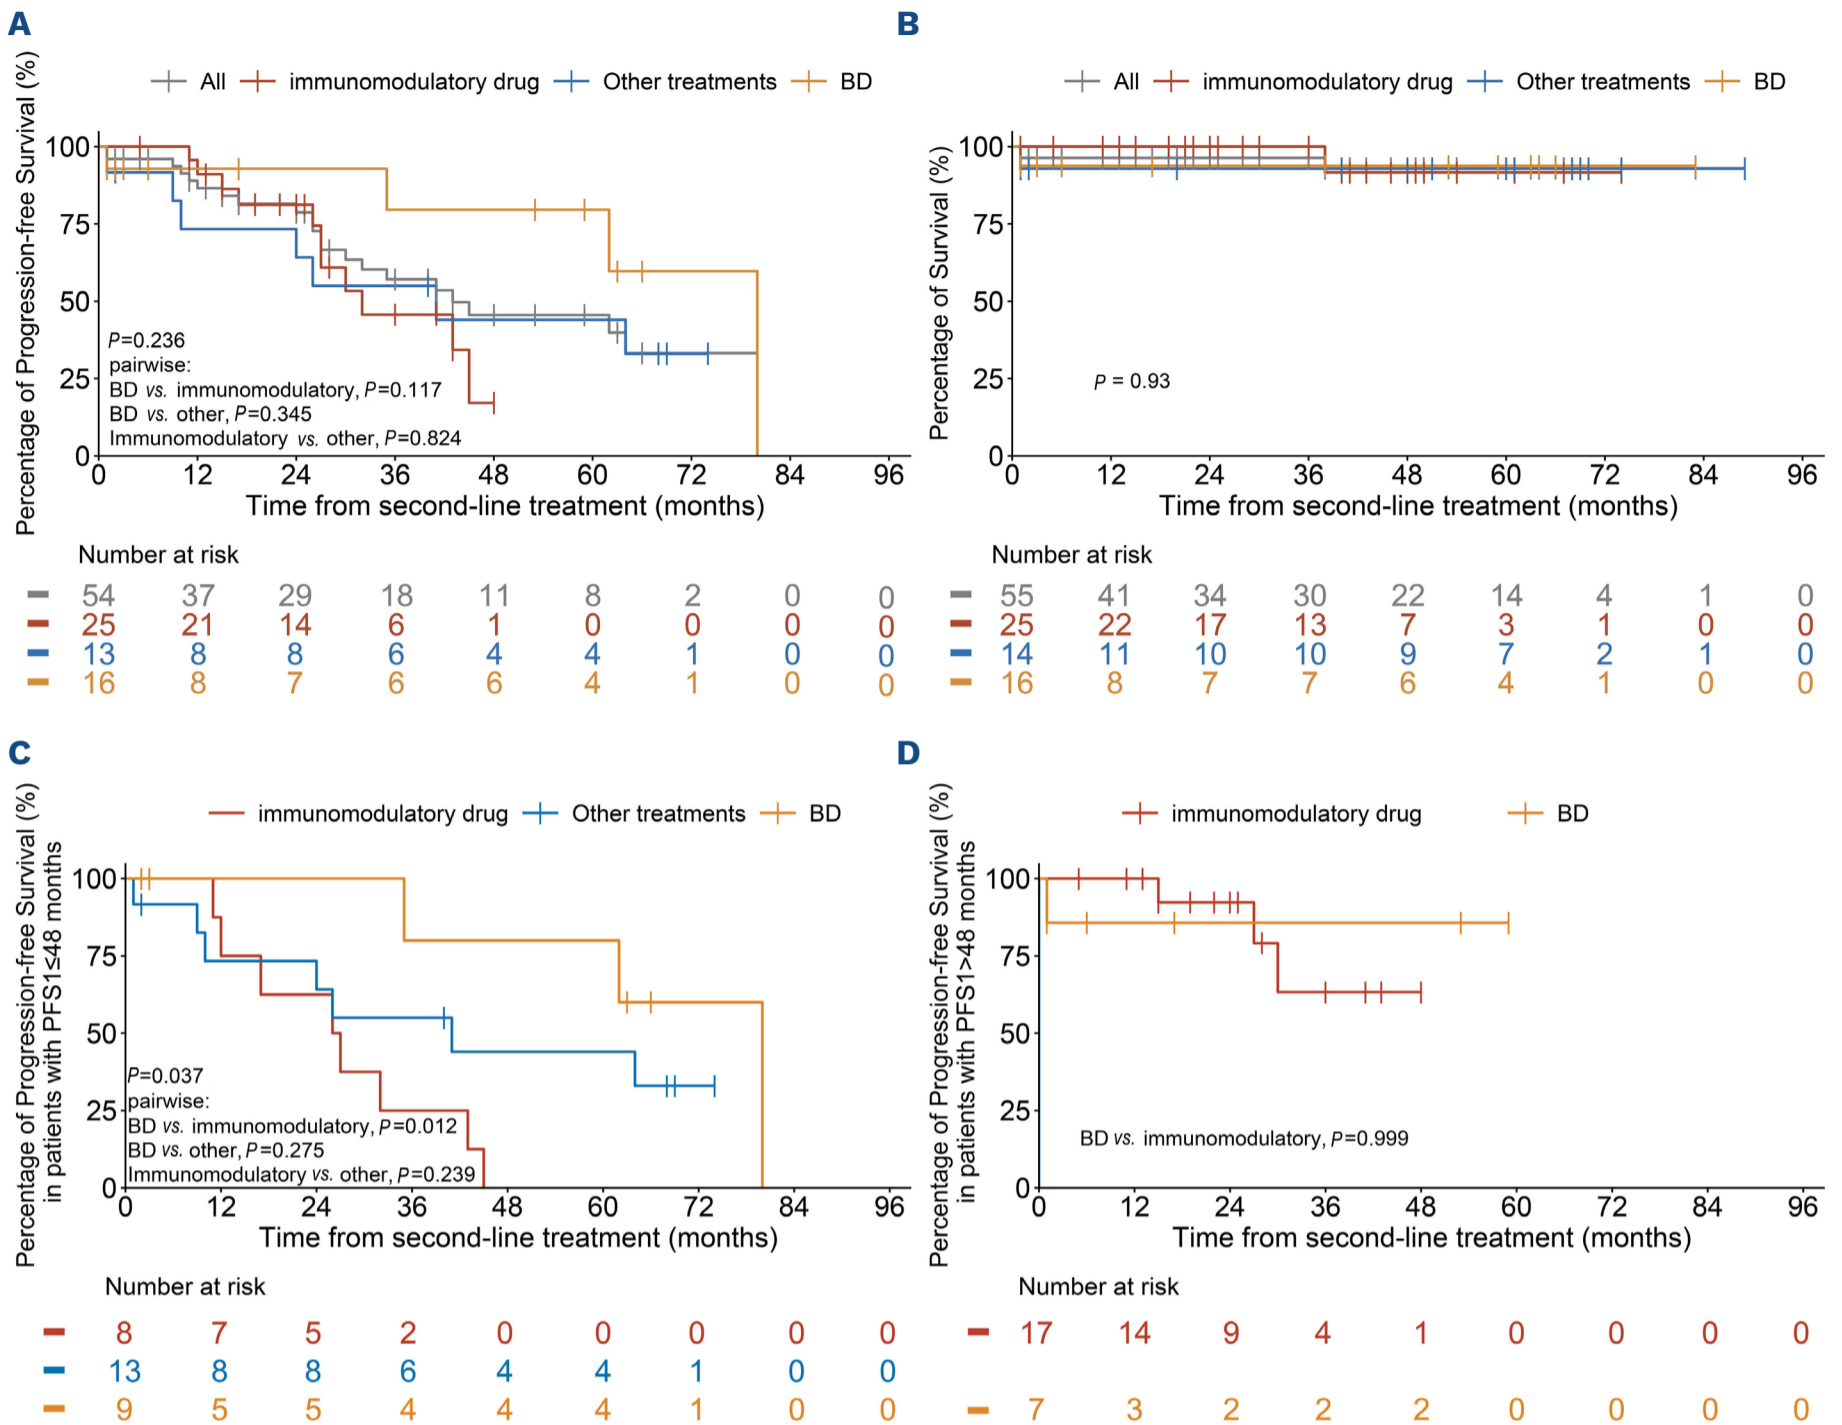 A
All immunomodulatory drug Other treatments BD
Percentage of Progression-free Survival (%)
100
75
50
25
0
P=0.236
pairwise:
BD vs. immunomodulatory, P=0.117
BD vs. other, P=0.345
Immunomodulatory vs. other, P=0.824
0 12 24 36 48 60 72 84 96
Time from second-line treatment (months)
Number at risk
54 37 29 18 11 8 2 0 0
25 21 14 6 1 0 0 0 0
13 8 8 6 4 4 1 0 0
16 8 7 6 6 4 1 0 0
B
All immunomodulatory drug Other treatments BD
Percentage of Survival (%)
100
75
50
25
0
P = 0.93
0 12 24 36 48 60 72 84 96
Time from second-line treatment (months)
Number at risk
55 41 34 30 22 14 4 1 0
25 22 17 13 7 3 1 0 0
14 11 10 10 9 7 2 1 0
16 8 7 7 6 4 1 0 0
C
immunomodulatory drug Other treatments BD
Percentage of Progression-free Survival (%)
in patients with PFS1≤48 months
100
75
50
25
0
P=0.037
pairwise:
BD vs. immunomodulatory, P=0.012
BD vs. other, P=0.275
Immunomodulatory vs. other, P=0.239
0 12 24 36 48 60 72 84 96
Time from second-line treatment (months)
Number at risk
8 7 5 2 0 0 0 0 0
13 8 8 6 4 4 1 0 0
9 5 5 4 4 4 1 0 0
D
immunomodulatory drug BD
Percentage of Progression-free Survival (%)
in patients with PFS1>48 months
100
75
50
25
0
BD vs. immunomodulatory, P=0.999
0 12 24 36 48 60 72 84 96
Time from second-line treatment (months)
Number at risk
17 14 9 4 1 0 0 0 0
7 3 2 2 2 0 0 0 0